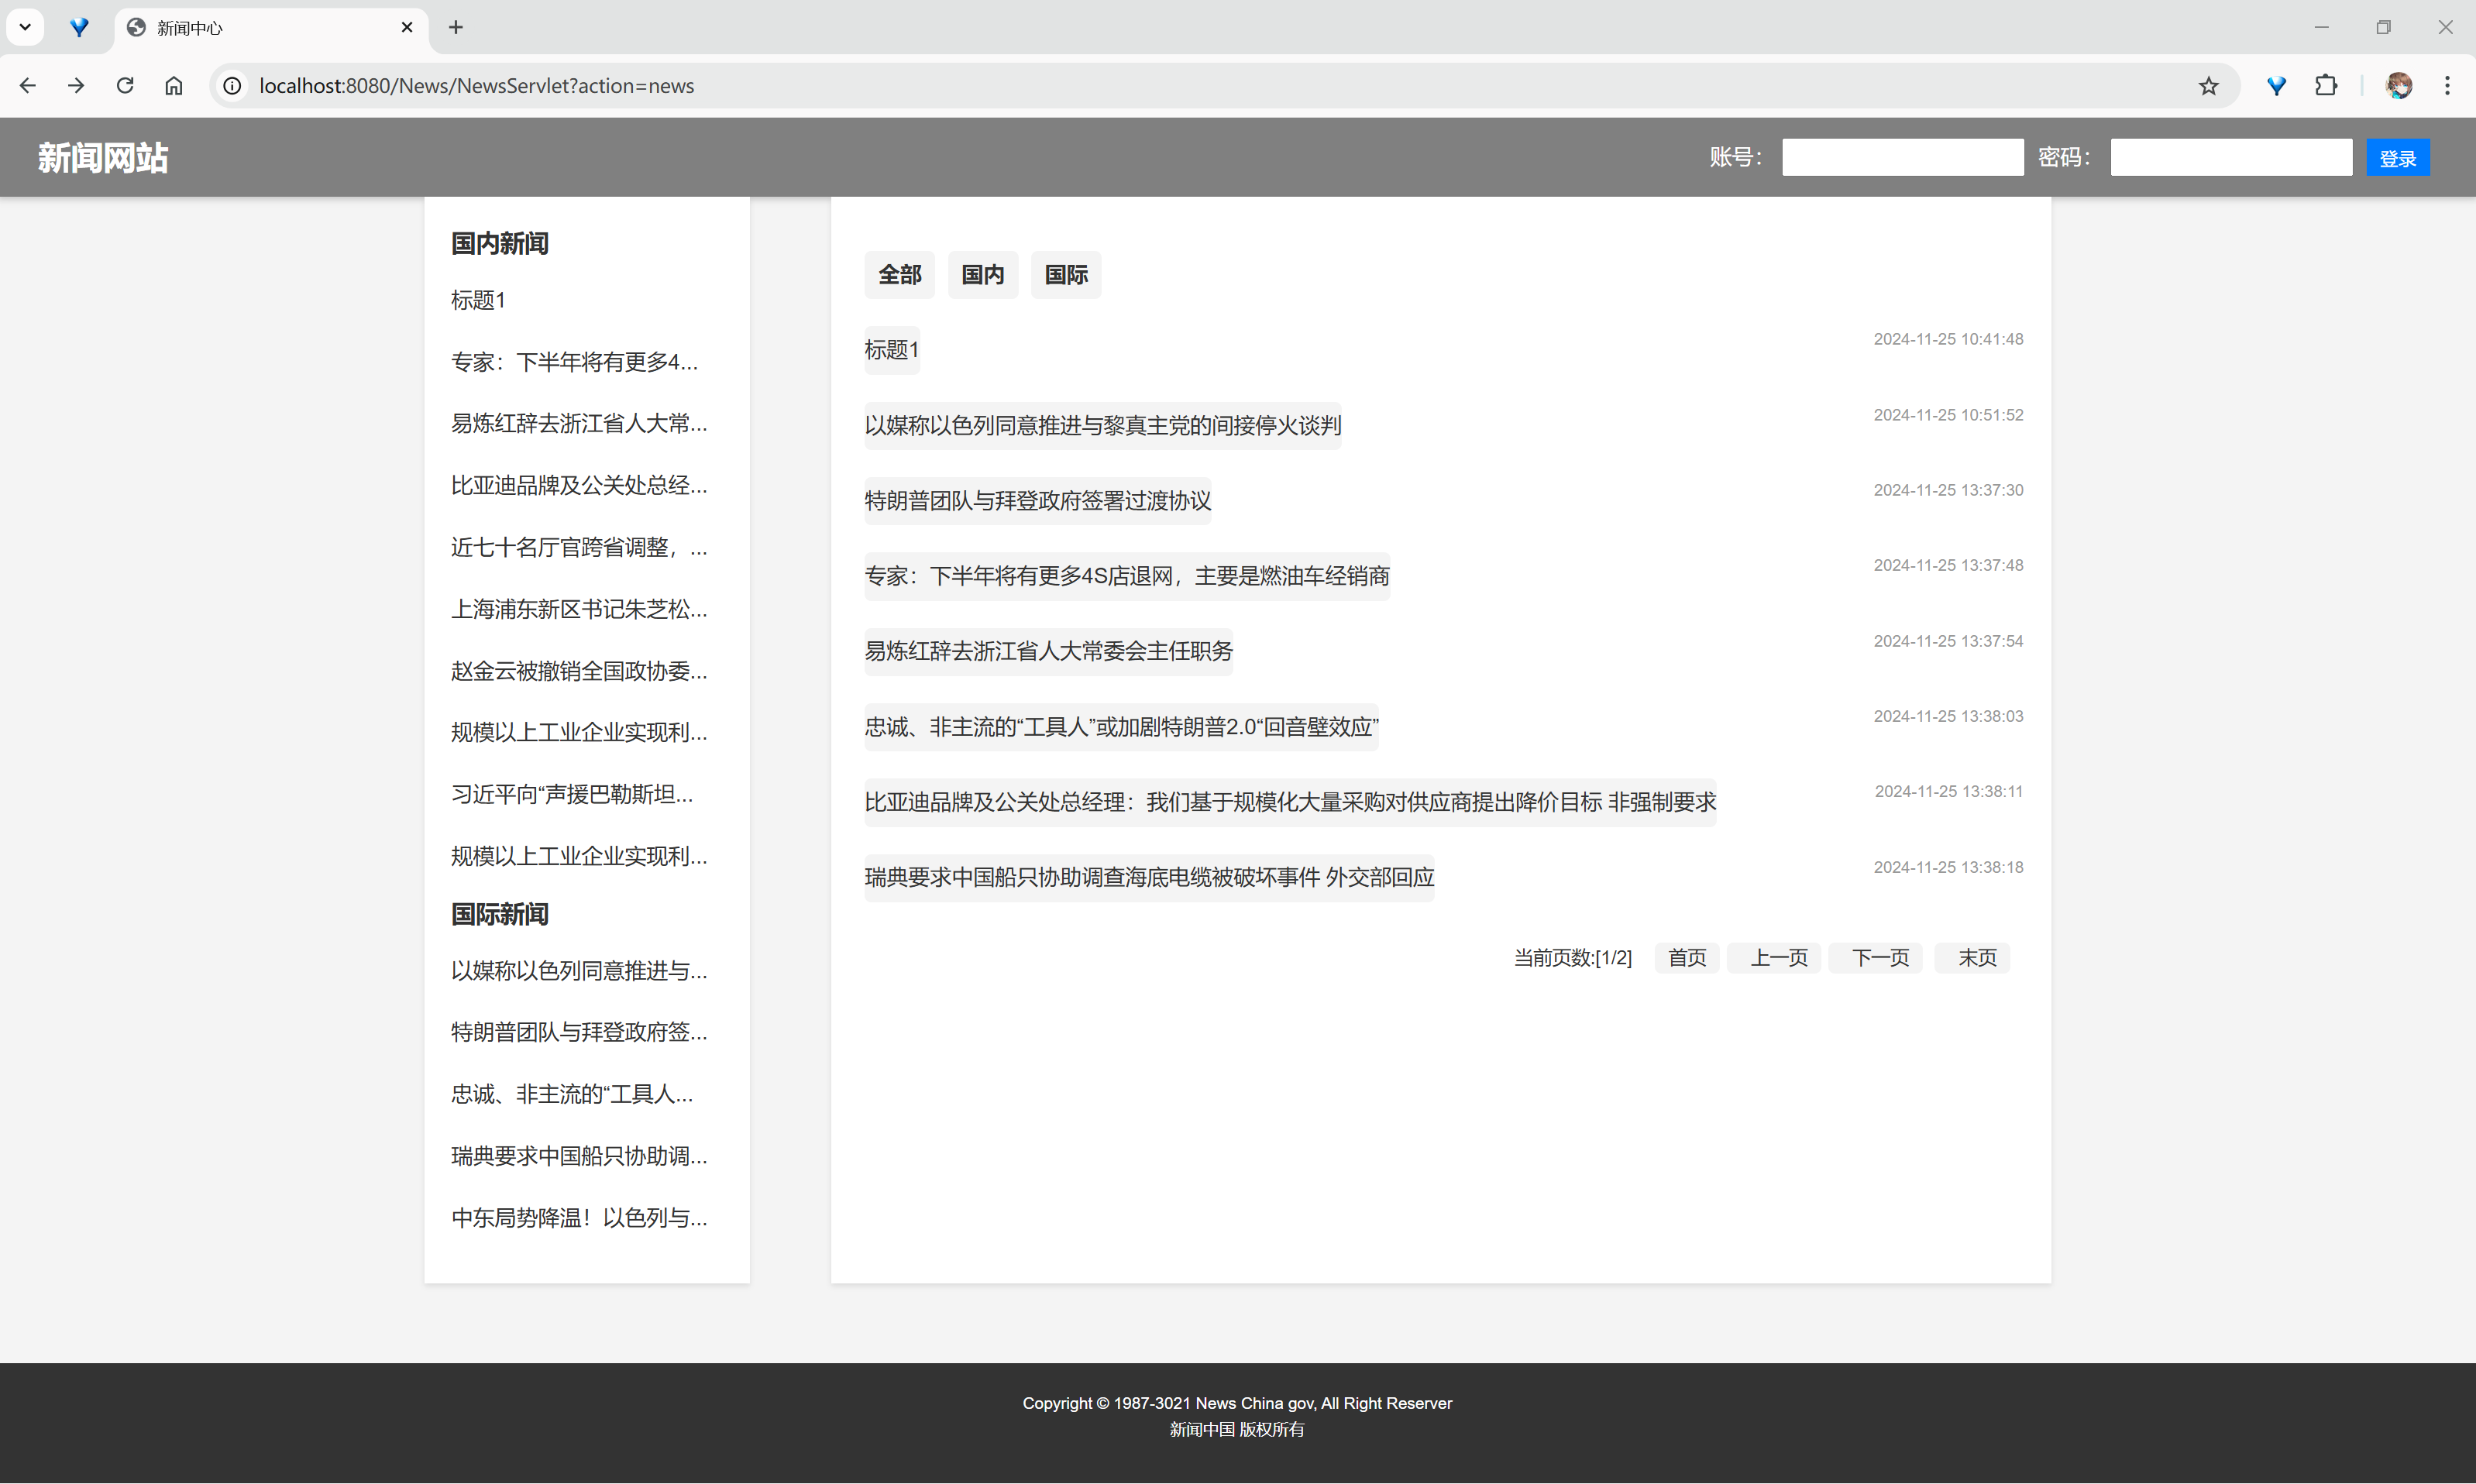 新闻中心
localhost:8080/News/NewsServlet?action=news
新闻网站
账号：
密码：
登录
国内新闻
标题1
专家：下半年将有更多4...
易炼红辞去浙江省人大常...
比亚迪品牌及公关处总经...
近七十名厅官跨省调整，...
上海浦东新区书记朱芝松...
赵金云被撤销全国政协委...
规模以上工业企业实现利...
习近平向“声援巴勒斯坦...
规模以上工业企业实现利...
国际新闻
以媒称以色列同意推进与...
特朗普团队与拜登政府签...
忠诚、非主流的“工具人...
瑞典要求中国船只协助调...
中东局势降温！以色列与...
全部 国内 国际
标题1 2024-11-25 10:41:48
以媒称以色列同意推进与黎真主党的间接停火谈判 2024-11-25 10:51:52
特朗普团队与拜登政府签署过渡协议 2024-11-25 13:37:30
专家：下半年将有更多4S店退网，主要是燃油车经销商 2024-11-25 13:37:48
易炼红辞去浙江省人大常委会主任职务 2024-11-25 13:37:54
忠诚、非主流的“工具人”或加剧特朗普2.0“回音壁效应” 2024-11-25 13:38:03
比亚迪品牌及公关处总经理：我们基于规模化大量采购对供应商提出降价目标 非强制要求 2024-11-25 13:38:11
瑞典要求中国船只协助调查海底电缆被破坏事件 外交部回应 2024-11-25 13:38:18
当前页数:[1/2] 首页 上一页 下一页 末页
Copyright © 1987-3021 News China gov, All Right Reserver
新闻中国 版权所有